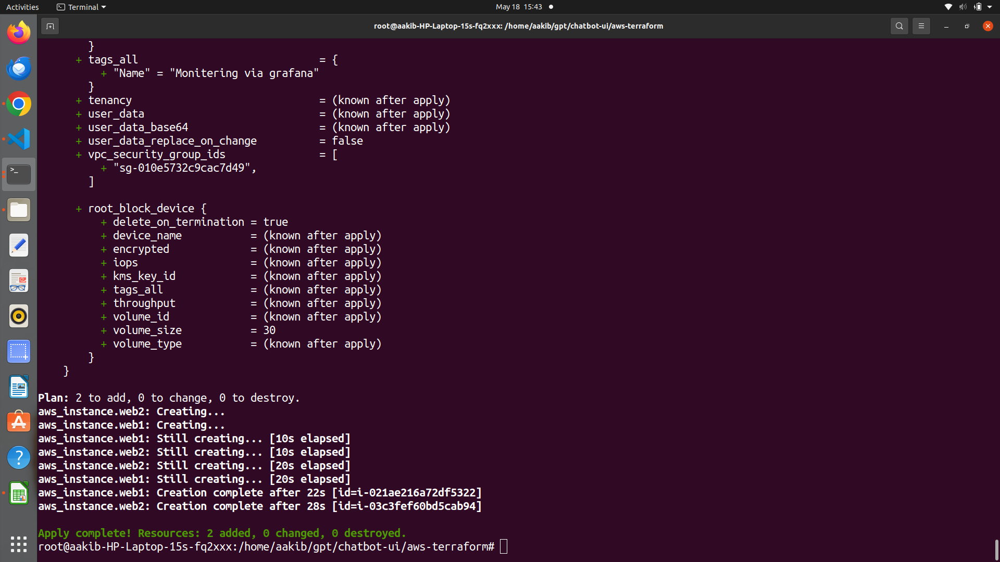 Activities
Terminal
May 18 15:43
root@aakib-HP-Laptop-15s-fq2xxx: /home/aakib/gpt/chatbot-ui/aws-terraform
}
+ tags_all = {
+ "Name" = "Monitering via grafana"
}
+ tenancy = (known after apply)
+ user_data = (known after apply)
+ user_data_base64 = (known after apply)
+ user_data_replace_on_change = false
+ vpc_security_group_ids = [
+ "sg-010e5732c9cac7d49",
]
+ root_block_device {
+ delete_on_termination = true
+ device_name = (known after apply)
+ encrypted = (known after apply)
+ iops = (known after apply)
+ kms_key_id = (known after apply)
+ tags_all = (known after apply)
+ throughput = (known after apply)
+ volume_id = (known after apply)
+ volume_size = 30
+ volume_type = (known after apply)
}
}
Plan: 2 to add, 0 to change, 0 to destroy.
aws_instance.web2: Creating...
aws_instance.web1: Creating...
aws_instance.web1: Still creating... [10s elapsed]
aws_instance.web2: Still creating... [10s elapsed]
aws_instance.web2: Still creating... [20s elapsed]
aws_instance.web1: Still creating... [20s elapsed]
aws_instance.web1: Creation complete after 22s [id=i-021ae216a72df5322]
aws_instance.web2: Creation complete after 28s [id=i-03c3fef60bd5cab94]
Apply complete! Resources: 2 added, 0 changed, 0 destroyed.
root@aakib-HP-Laptop-15s-fq2xxx:/home/aakib/gpt/chatbot-ui/aws-terraform#